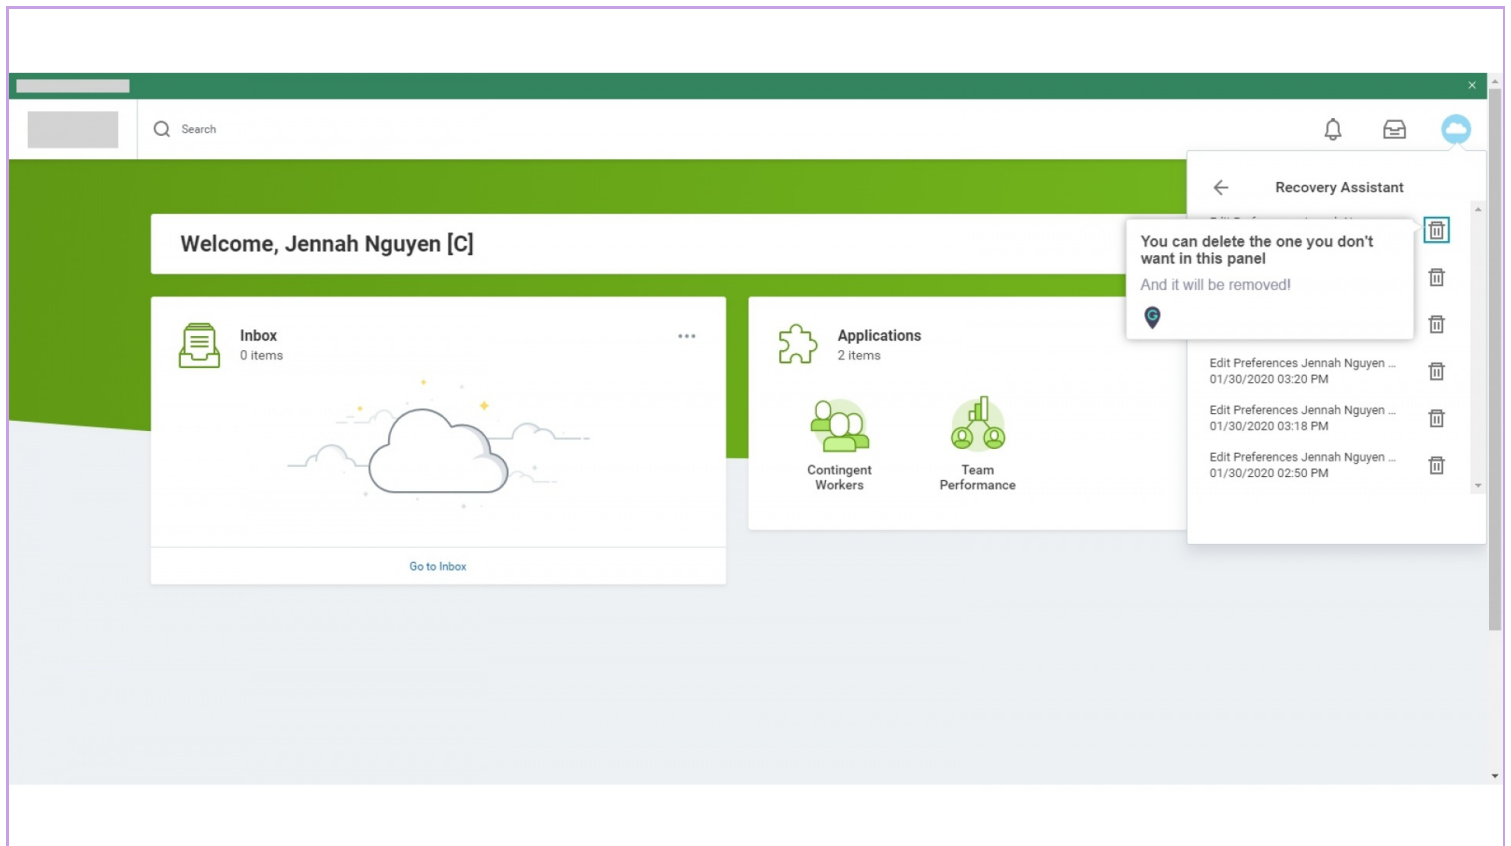 Search
Recovery Assistant
Welcome, Jennah Nguyen [C]
You can delete the one you don't
want in this panel
And it will be removed!
Inbox
0 items
Applications
2 items
Edit Preferences Jennah Nguyen ...
01/30/2020 03:20 PM
Edit Preferences Jennah Nguyen ...
01/30/2020 03:18 PM
Edit Preferences Jennah Nguyen ...
01/30/2020 02:50 PM
Contingent
Workers
Team
Performance
Go to Inbox